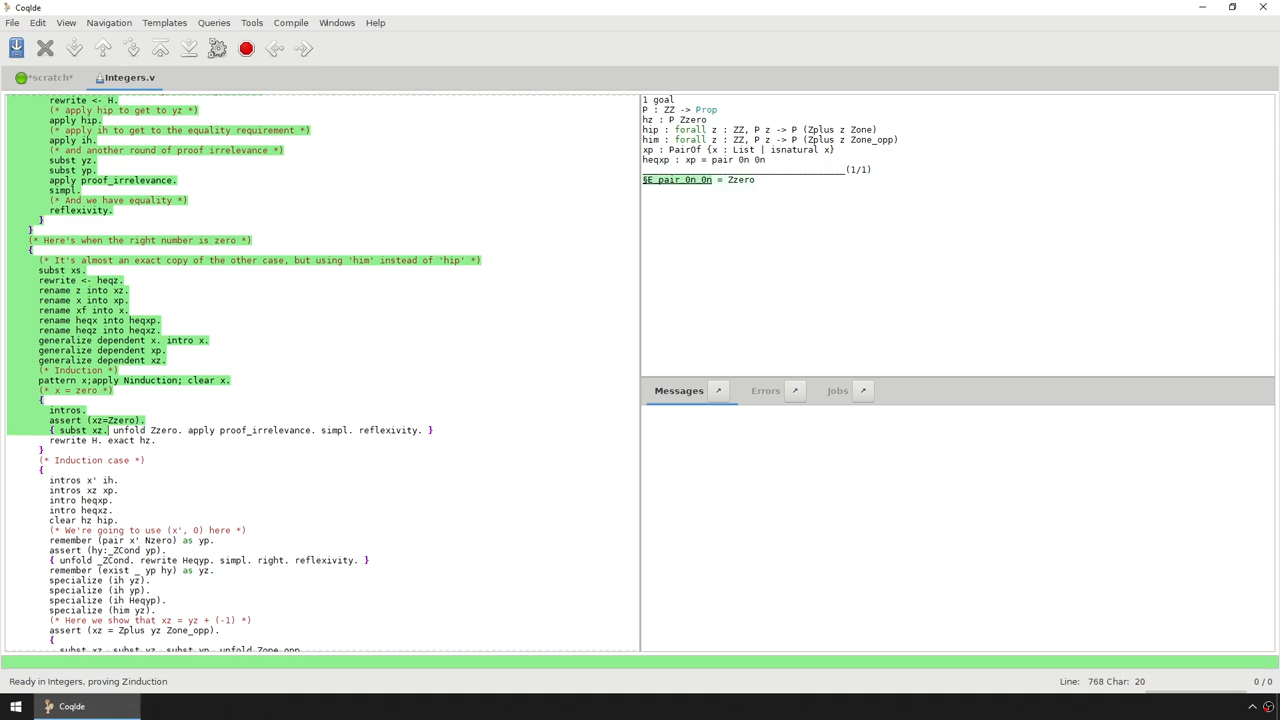 CoqIde
File Edit View Navigation Templates Queries Tools Compile Windows Help
*scratch*
Integers.v
rewrite <- H.
(* apply hip to get to yz *)
apply hip.
(* apply ih to get to the equality requirement *)
apply ih.
(* and another round of proof irrelevance *)
subst yz.
subst yp.
apply proof_irrelevance.
simpl.
(* And we have equality *)
reflexivity.
}
}
(* Here's when the right number is zero *)
{
(* It's almost an exact copy of the other case, but using 'him' instead of 'hip' *)
subst xs.
rewrite <- heqz.
rename z into xz.
rename x into xp.
rename xf into x.
rename heqx into heqxp.
rename heqz into heqxz.
generalize dependent x. intro x.
generalize dependent xp.
generalize dependent xz.
(* Induction *)
pattern x;apply Ninduction; clear x.
(* x = zero *)
{
intros.
assert (xz=Zzero).
{ subst xz. unfold Zzero. apply proof_irrelevance. simpl. reflexivity. }
rewrite H. exact hz.
}
(* Induction case *)
{
intros x' ih.
intros xz xp.
intro heqxp.
intro heqxz.
clear hz hip.
(* We're going to use (x', 0) here *)
remember (pair x' Nzero) as yp.
assert (hy:_ZCond yp).
{ unfold _ZCond. rewrite Heqyp. simpl. right. reflexivity. }
remember (exist _ yp hy) as yz.
specialize (ih yz).
specialize (ih yp).
specialize (ih Heqyp).
specialize (him yz).
(* Here we show that xz = yz + (-1) *)
assert (xz = Zplus yz Zone_opp).
{
subst xz. subst yz. subst yp. unfold Zone_opp.
1 goal
P : ZZ -> Prop
hz : P Zzero
hip : forall z : ZZ, P z -> P (Zplus z Zone)
him : forall z : ZZ, P z -> P (Zplus z Zone_opp)
xp : PairOf {x : List | isnatural x}
heqxp : xp = pair 0n 0n
______________________________________(1/1)
§E pair 0n 0n = Zzero
Messages
Errors
Jobs
Ready in Integers, proving Zinduction
Line: 768 Char: 20
0 / 0
CoqIde